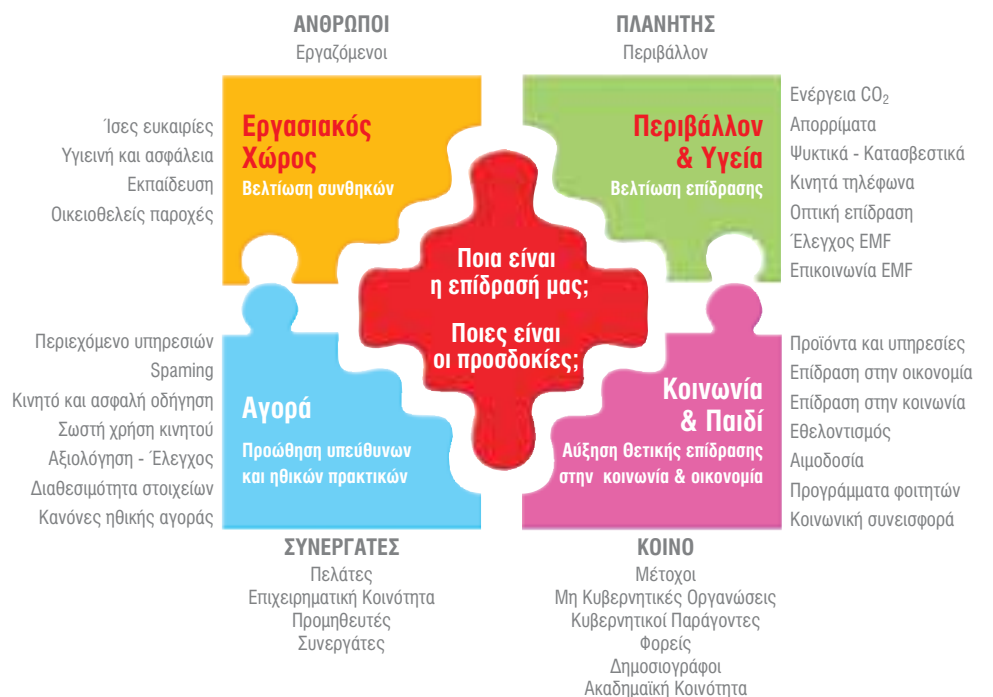 ΑΝΘΡΩΠΟΙ
Εργαζόμενοι
ΠΛΑΝΗΤΗΣ
Περιβάλλον
Ίσες ευκαιρίες
Υγιεινή και ασφάλεια
Εκπαίδευση
Οικειοθελείς παροχές
Εργασιακός
Χώρος
Βελτίωση συνθηκών
Περιβάλλον
& Υγεία
Βελτίωση επίδρασης
Ενέργεια CO₂
Απορρίματα
Ψυκτικά - Κατασβεστικά
Κινητά τηλέφωνα
Οπτική επίδραση
Έλεγχος EMF
Επικοινωνία EMF
Ποια είναι
η επίδρασή μας;
Ποιες είναι
οι προσδοκίες;
Περιεχόμενο υπηρεσιών
Spaming
Κινητό και ασφαλή οδήγηση
Σωστή χρήση κινητού
Αξιολόγηση - Έλεγχος
Διαθεσιμότητα στοιχείων
Κανόνες ηθικής αγοράς
Αγορά
Προώθηση υπεύθυνων
και ηθικών πρακτικών
Κοινωνία
& Παιδί
Αύξηση Θετικής επίδρασης
στην κοινωνία & οικονομία
Προϊόντα και υπηρεσίες
Επίδραση στην οικονομία
Επίδραση στην κοινωνία
Εθελοντισμός
Αιμοδοσία
Προγράμματα φοιτητών
Κοινωνική συνεισφορά
ΣΥΝΕΡΓΑΤΕΣ
Πελάτες
Επιχειρηματική Κοινότητα
Προμηθευτές
Συνεργάτες
ΚΟΙΝΟ
Μέτοχοι
Μη Κυβερνητικές Οργανώσεις
Κυβερνητικοί Παράγοντες
Φορείς
Δημοσιογράφοι
Ακαδημαϊκή Κοινότητα